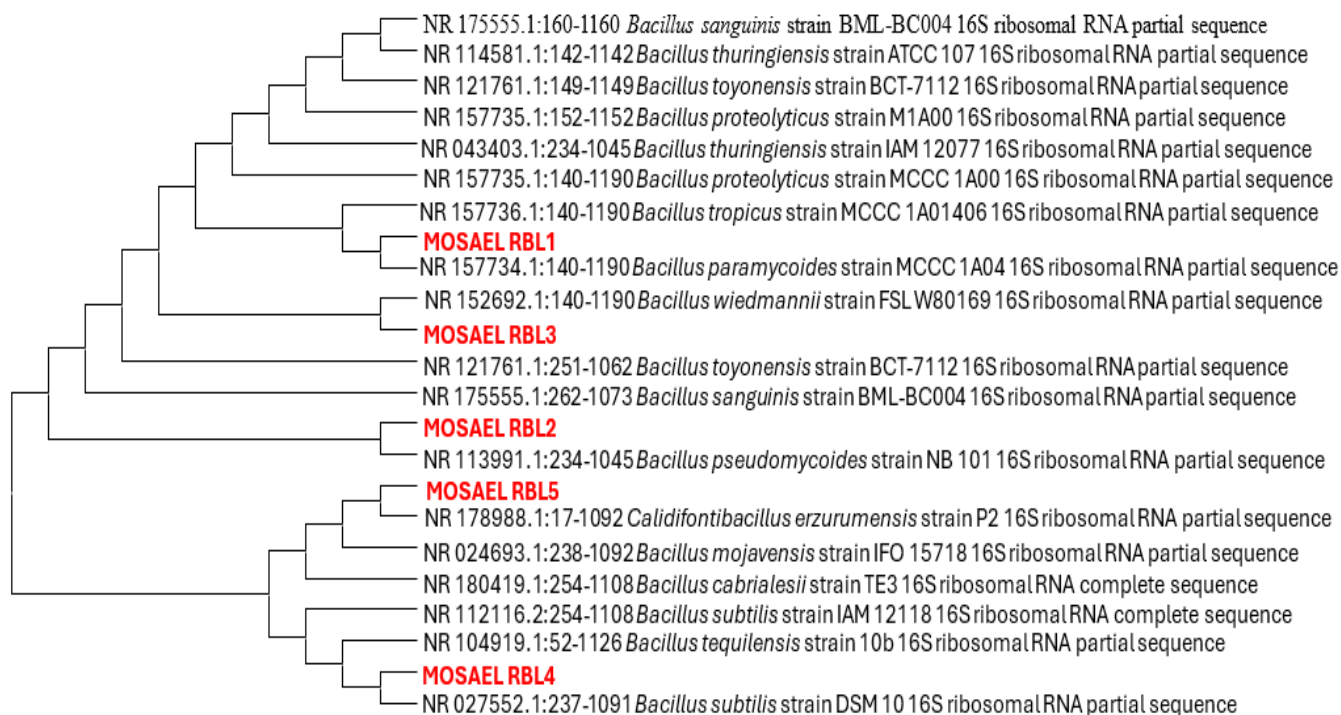 NR 175555.1:160-1160 Bacillus sanguinis strain BML-BC004 16S ribosomal RNA partial sequence
NR 114581.1:142-1142 Bacillus thuringiensis strain ATCC 107 16S ribosomal RNA partial sequence
NR 121761.1:149-1149 Bacillus toyonensis strain BCT-7112 16S ribosomal RNA partial sequence
NR 157735.1:152-1152 Bacillus proteolyticus strain M1A00 16S ribosomal RNA partial sequence
NR 043403.1:234-1045 Bacillus thuringiensis strain IAM 12077 16S ribosomal RNA partial sequence
NR 157735.1:140-1190 Bacillus proteolyticus strain MCCC 1A00 16S ribosomal RNA partial sequence
NR 157736.1:140-1190 Bacillus tropicus strain MCCC 1A01406 16S ribosomal RNA partial sequence
MOSAEL RBL1
NR 157734.1:140-1190 Bacillus paramycoides strain MCCC 1A04 16S ribosomal RNA partial sequence
NR 152692.1:140-1190 Bacillus wiedmannii strain FSL W80169 16S ribosomal RNA partial sequence
MOSAEL RBL3
NR 121761.1:251-1062 Bacillus toyonensis strain BCT-7112 16S ribosomal RNA partial sequence
NR 175555.1:262-1073 Bacillus sanguinis strain BML-BC004 16S ribosomal RNA partial sequence
MOSAEL RBL2
NR 113991.1:234-1045 Bacillus pseudomycoides strain NB 101 16S ribosomal RNA partial sequence
MOSAEL RBL5
NR 178988.1:17-1092 Calidifontibacillus erzurumensis strain P2 16S ribosomal RNA partial sequence
NR 024693.1:238-1092 Bacillus mojavensis strain IFO 15718 16S ribosomal RNA partial sequence
NR 180419.1:254-1108 Bacillus cabrialesii strain TE3 16S ribosomal RNA complete sequence
NR 112116.2:254-1108 Bacillus subtilis strain IAM 12118 16S ribosomal RNA complete sequence
NR 104919.1:52-1126 Bacillus tequilensis strain 10b 16S ribosomal RNA partial sequence
MOSAEL RBL4
NR 027552.1:237-1091 Bacillus subtilis strain DSM 10 16S ribosomal RNA partial sequence